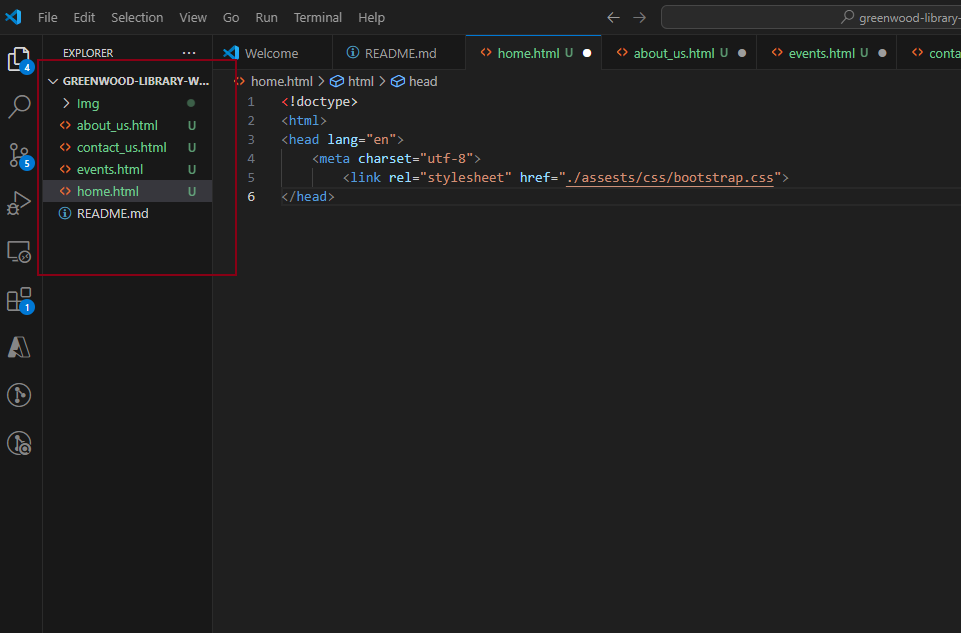 File Edit Selection View Go Run Terminal Help
greenwood-library-
EXPLORER ...
Welcome
README.md
home.html U
about_us.html U
events.html U
conta
GREENWOOD-LIBRARY-W...
Img
about_us.html U
contact_us.html U
events.html U
home.html U
README.md
4
5
1
home.html > html > head
1 <!doctype>
2 <html>
3 <head lang="en">
4 <meta charset="utf-8">
5 <link rel="stylesheet" href="./assests/css/bootstrap.css">
6 </head>